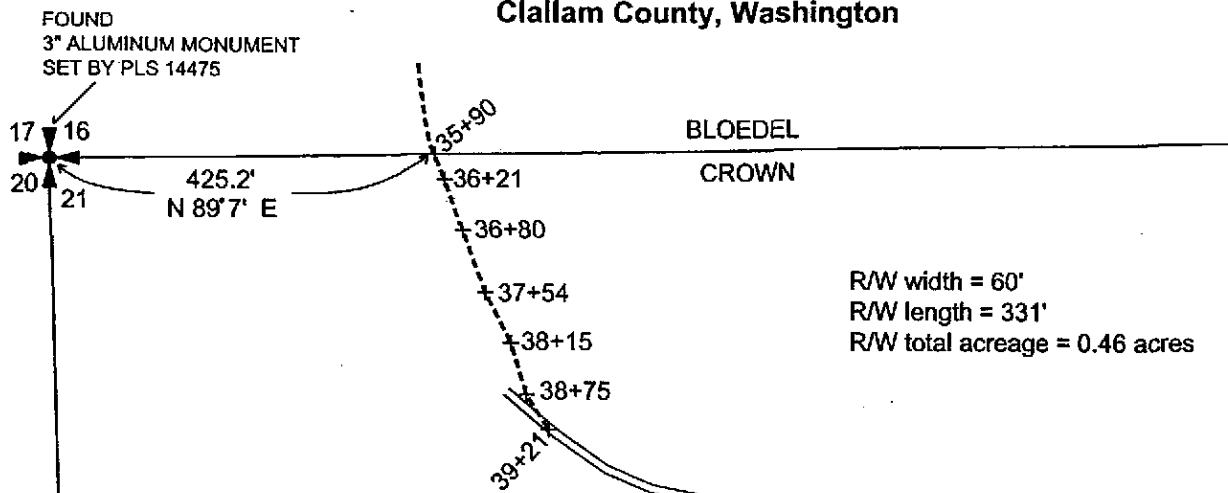 Clallam County, Washington
FOUND
3" ALUMINUM MONUMENT
SET BY PLS 14475
17 16
20 21
425.2'
N 89°7' E
35+90
BLOEDEL
CROWN
36+21
36+80
37+54
38+15
38+75
39+21
R/W width = 60'
R/W length = 331'
R/W total acreage = 0.46 acres